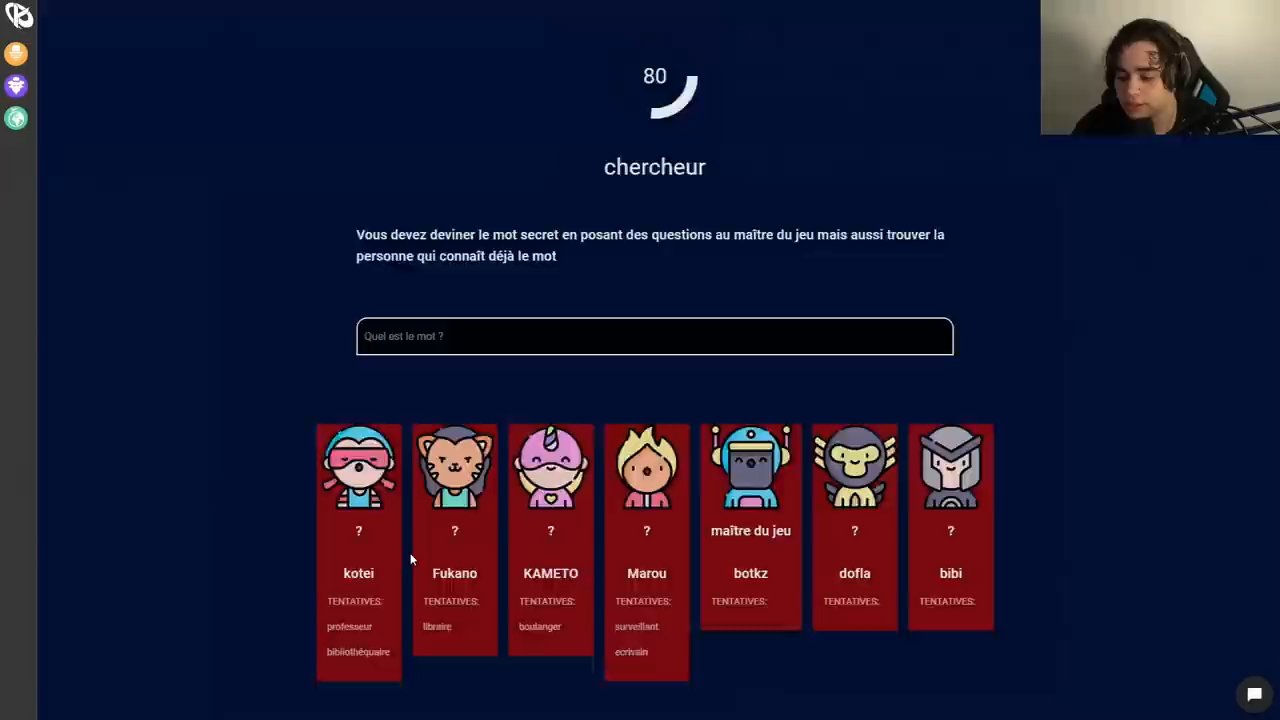 80
chercheur
Vous devez deviner le mot secret en posant des questions au maître du jeu mais aussi trouver la
personne qui connaît déjà le mot
Quel est le mot ?
? ? ? ? maître du jeu ? ?
kotei Fukano KAMETO Marou botkz dofla bibi
TENTATIVES: TENTATIVES: TENTATIVES: TENTATIVES: TENTATIVES: TENTATIVES: TENTATIVES:
professeur libraire boulanger surveillant
bibliothéquaire ecrivain